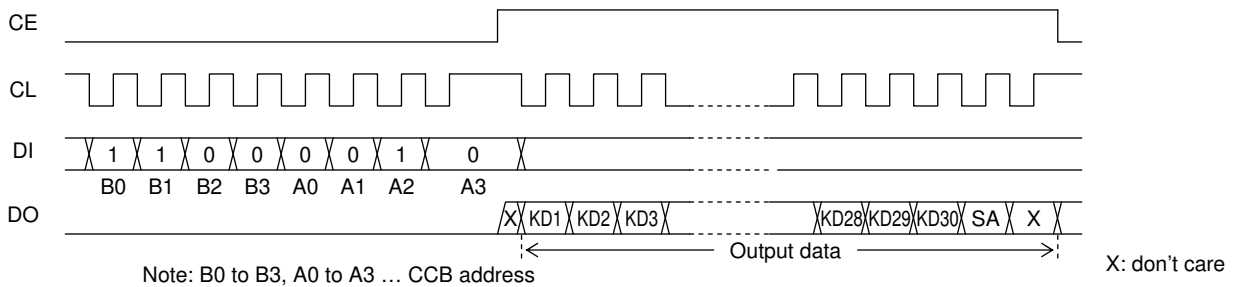 CE
CL
DI 1 1 0 0 0 0 1 0
B0 B1 B2 B3 A0 A1 A2 A3
DO X KD1 KD2 KD3 KD28 KD29 KD30 SA X
Output data
X: don't care
Note: B0 to B3, A0 to A3 … CCB address